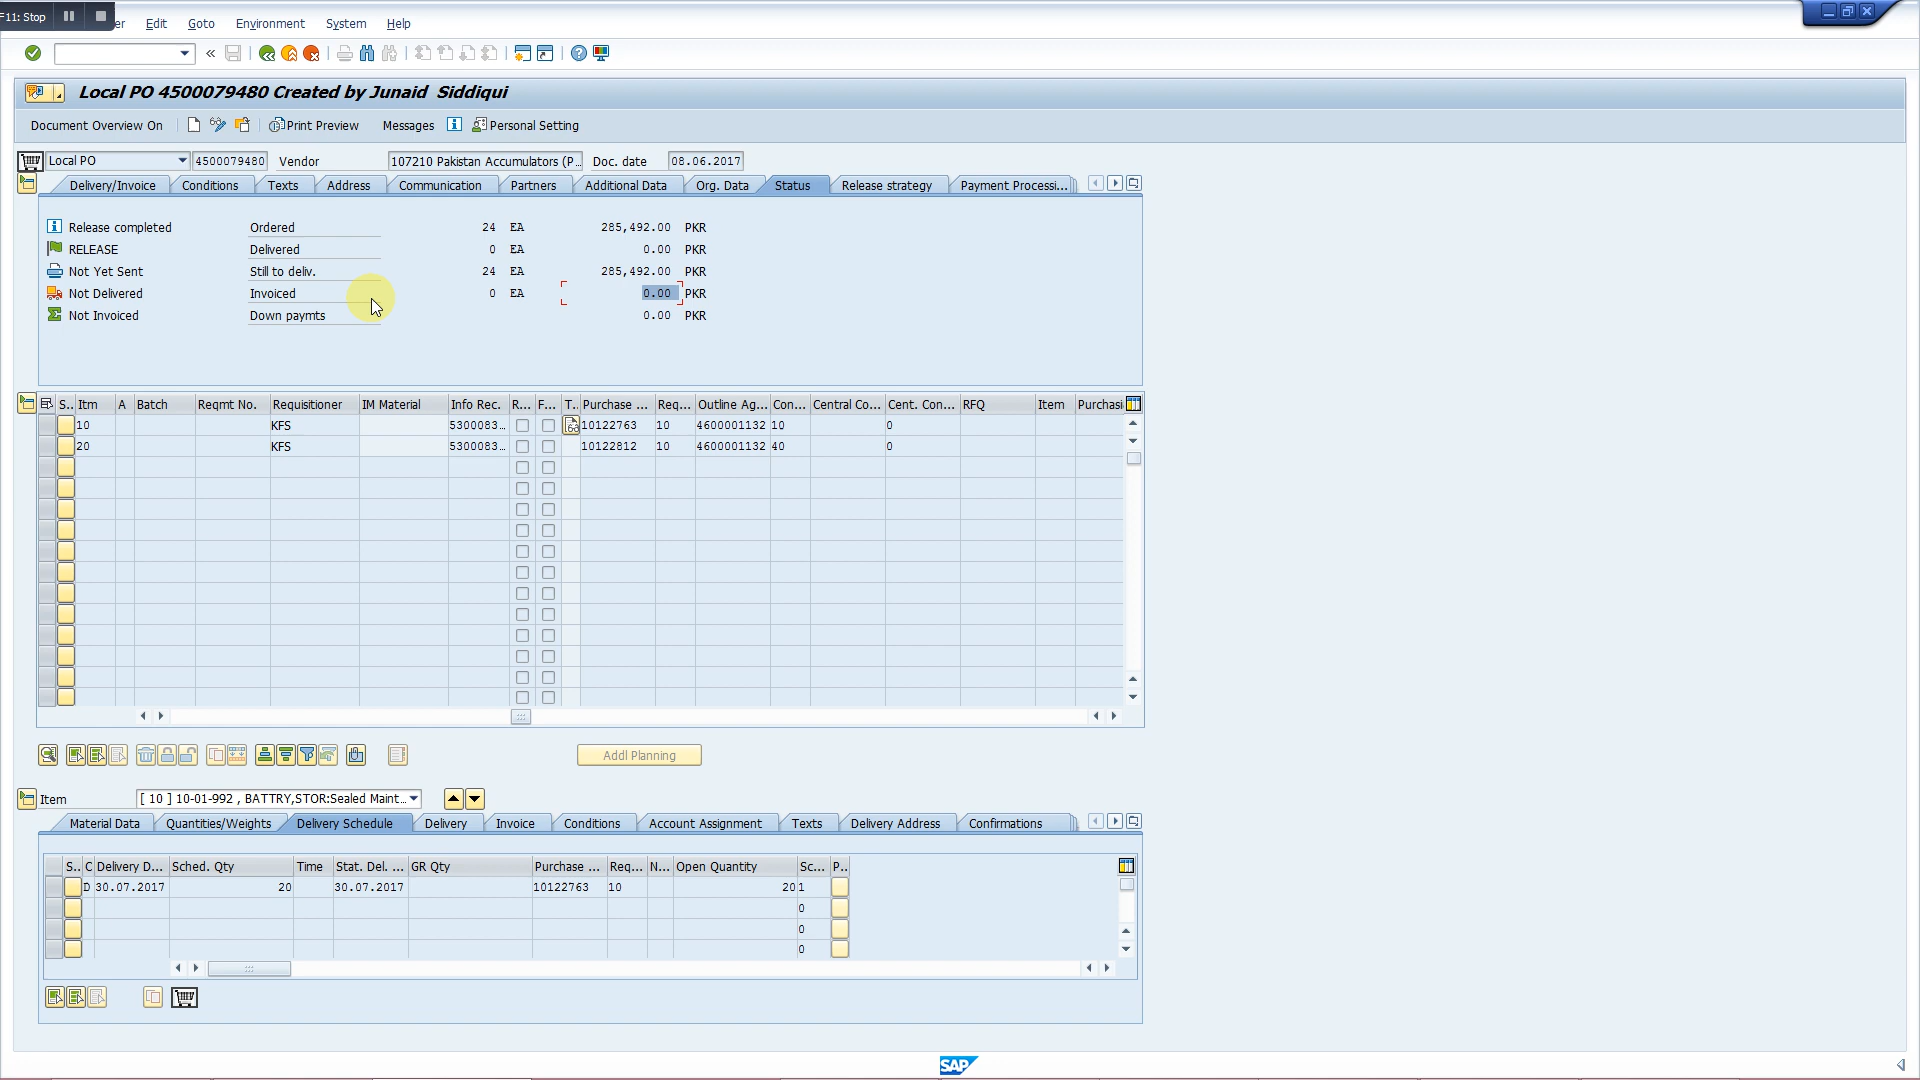 F11: Stop
er Edit Goto Environment System Help
Local PO 4500079480 Created by Junaid Siddiqui
Document Overview On Print Preview Messages Personal Setting
Local PO 4500079480 Vendor 107210 Pakistan Accumulators (P... Doc. date 08.06.2017
Delivery/Invoice Conditions Texts Address Communication Partners Additional Data Org. Data Status Release strategy Payment Processi...
Release completed Ordered 24 EA 285,492.00 PKR
RELEASE Delivered 0 EA 0.00 PKR
Not Yet Sent Still to deliv. 24 EA 285,492.00 PKR
Not Delivered Invoiced 0 EA 0.00 PKR
Not Invoiced Down paymts 0.00 PKR
S.. Itm A Batch Reqmt No. Requisitioner IM Material Info Rec. R... F... T.. Purchase ... Req... Outline Ag... Con... Central Co... Cent. Con... RFQ Item Purchasi
10 KFS 5300083... 10122763 10 4600001132 10 0
20 KFS 5300083... 10122812 10 4600001132 40 0
Addl Planning
Item [ 10 ] 10-01-992 , BATTRY,STOR:Sealed Maint...
Material Data Quantities/Weights Delivery Schedule Delivery Invoice Conditions Account Assignment Texts Delivery Address Confirmations
S.. C Delivery D... Sched. Qty Time Stat. Del. ... GR Qty Purchase ... Req... N... Open Quantity Sc... P..
D 30.07.2017 20 30.07.2017 10122763 10 20 1
0
0
0
SAP